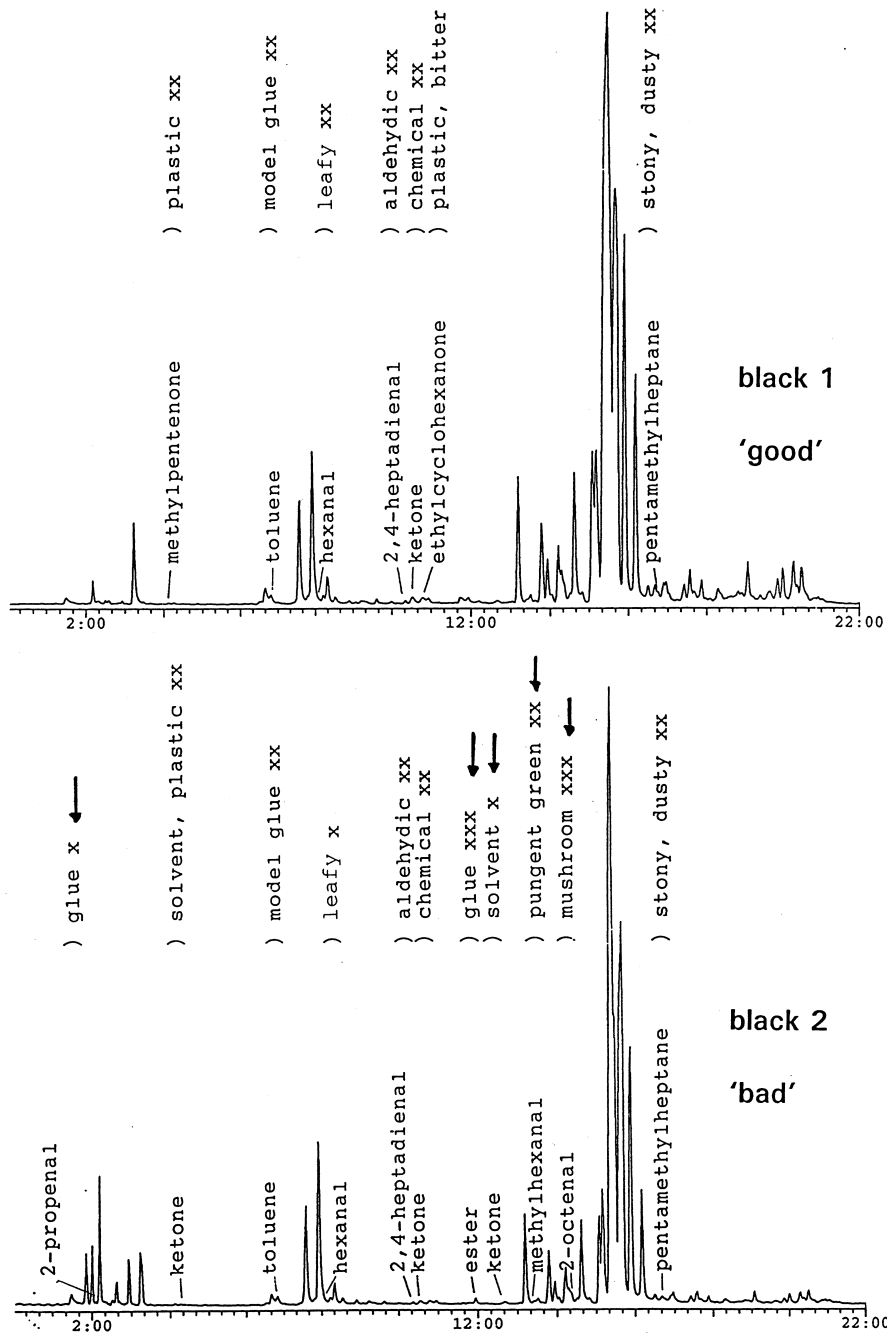 ) plastic xx
) model glue xx
) leafy xx
) aldehydic xx
) chemical xx
) plastic, bitter
) stony, dusty xx
methylpentenone
toluene
hexanal
2,4-heptadienal
ketone
ethylcyclohexanone
pentamethylheptane
black 1
‘good’
2:00
12:00
22:00
) glue x
) solvent, plastic xx
) model glue xx
) leafy x
) aldehydic xx
) chemical xx
) glue xxx
) solvent x
) pungent green xx
) mushroom xxx
) stony, dusty xx
2-propenal
ketone
toluene
hexanal
2,4-heptadienal
ketone
ester
ketone
methylhexanal
2-octenal
pentamethylheptane
black 2
‘bad’
2:00
12:00
22:00